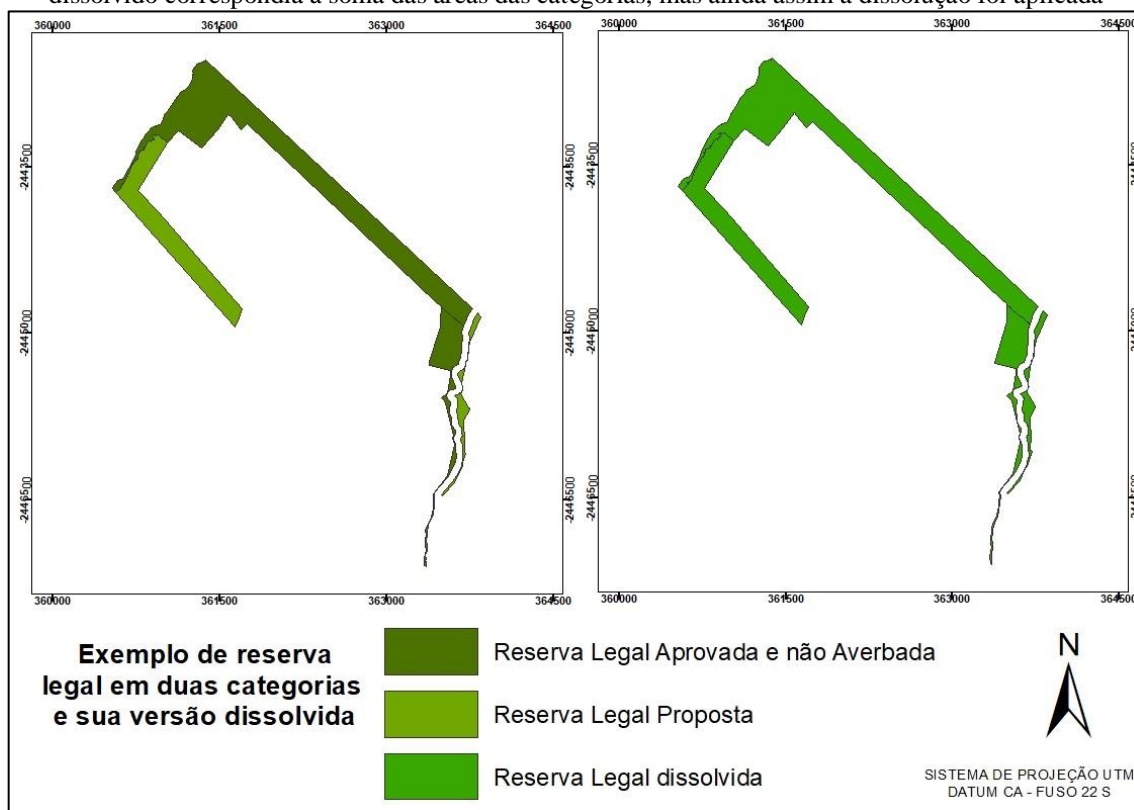 dissolvido correspondia à soma das áreas das categorias, mas ainda assim a dissolução foi aplicada
360000 361500 363000 364500 360000 361500 363000 364500
-2443500 -2443500 -2443500
-2445000 -2445000 -2445000
-2446500 -2446500 -2446500
360000 361500 363000 364500 360000 361500 363000 364500
Exemplo de reserva
legal em duas categorias
e sua versão dissolvida
Reserva Legal Aprovada e não Averbada
Reserva Legal Proposta
Reserva Legal dissolvida
N
SISTEMA DE PROJEÇÃO UTM
DATUM CA - FUSO 22 S